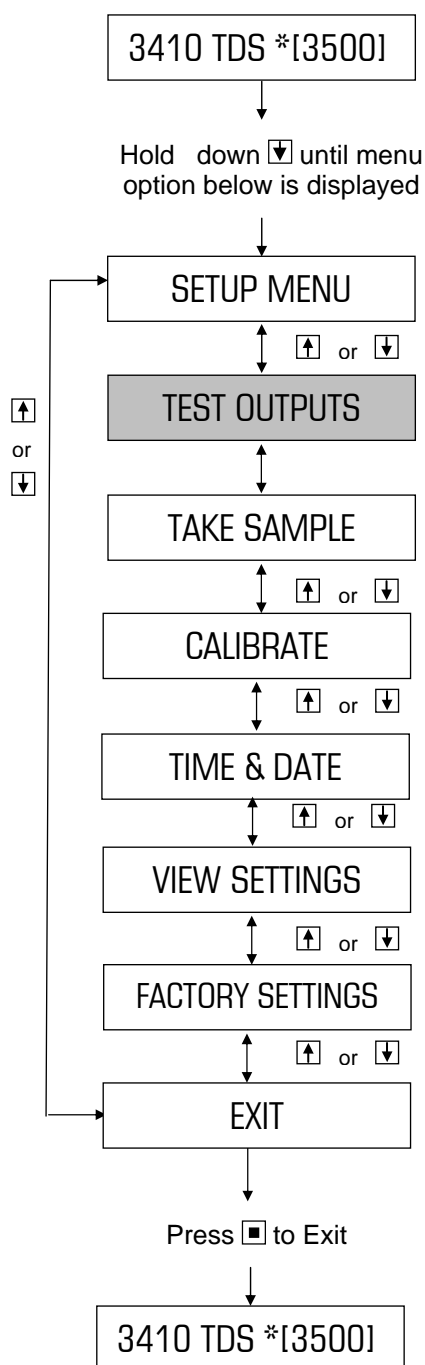 3410 TDS *[3500]
Hold down until menu
option below is displayed
SETUP MENU
or
TEST OUTPUTS
or
TAKE SAMPLE
or
CALIBRATE
or
TIME & DATE
or
VIEW SETTINGS
or
FACTORY SETTINGS
or
EXIT
Press to Exit
3410 TDS *[3500]